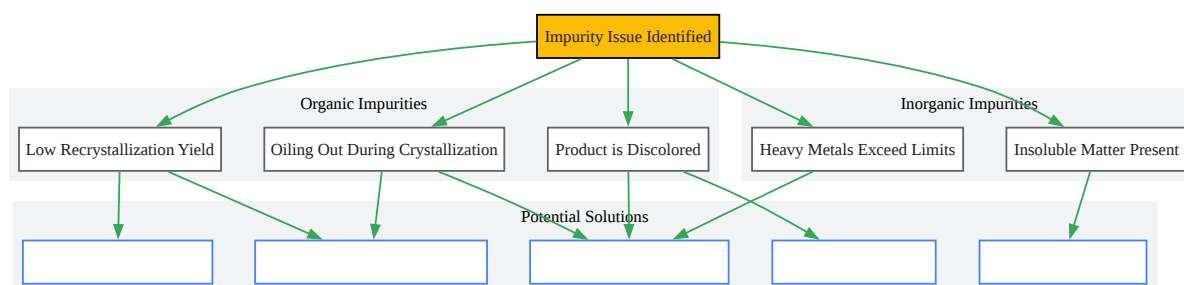 Impurity Issue Identified
Organic Impurities
Inorganic Impurities
Low Recrystallization Yield
Oiling Out During Crystallization
Product is Discolored
Heavy Metals Exceed Limits
Insoluble Matter Present
Potential Solutions